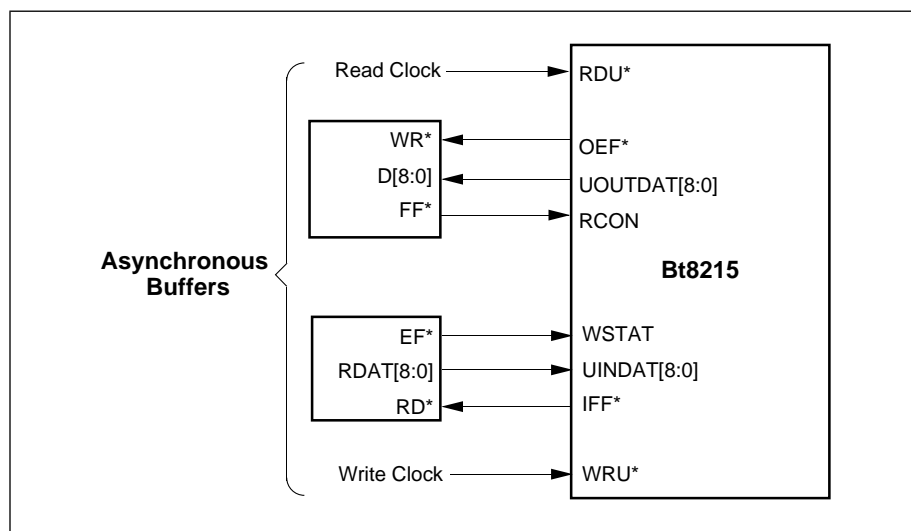 Read Clock
RDU*
WR*
OEF*
D[8:0]
UOUTDAT[8:0]
FF*
RCON
Asynchronous
Buffers
Bt8215
EF*
WSTAT
RDAT[8:0]
UINDAT[8:0]
RD*
IFF*
Write Clock
WRU*